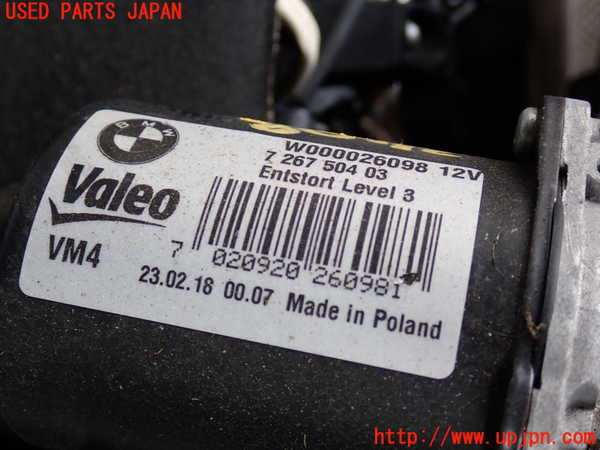 USED PARTS JAPAN
BMW
W000026098 12V
7 267 504 03
Entstort Level 3
Valeo
VM4
7 020920 260981
23.02.18 00.07 Made in Poland
http://www.upjpn.com/